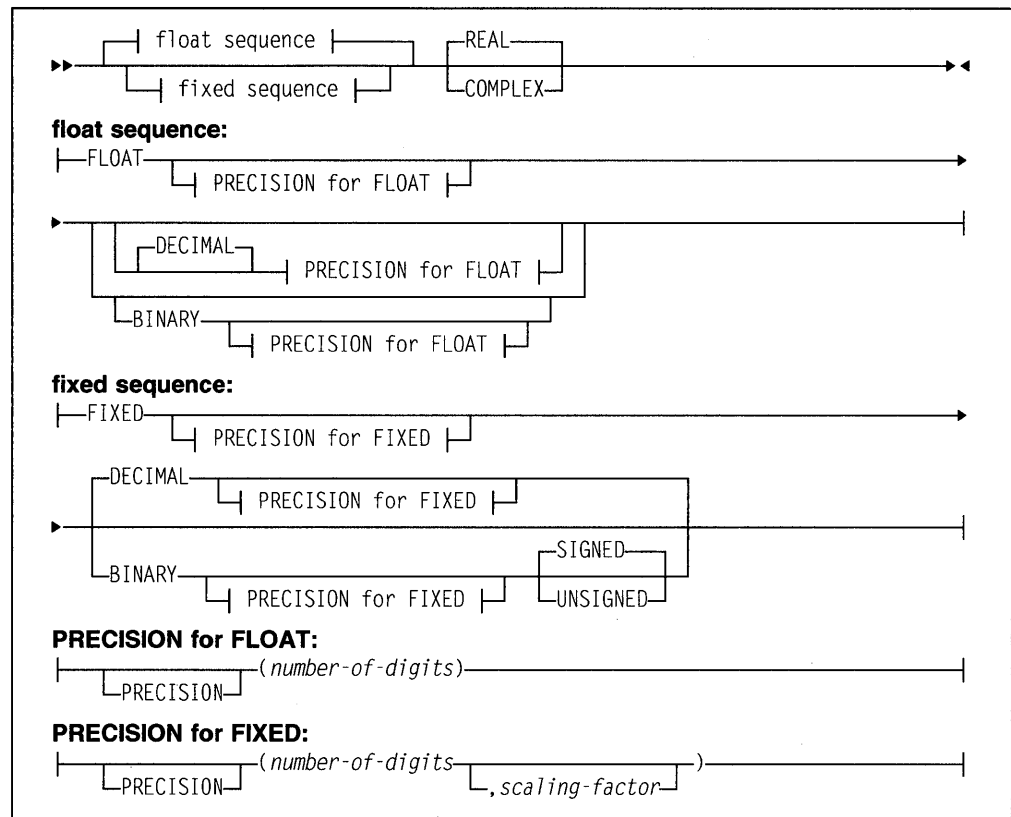 float sequence REAL
fixed sequence COMPLEX
float sequence:
FLOAT
PRECISION for FLOAT
DECIMAL
PRECISION for FLOAT
BINARY
PRECISION for FLOAT
fixed sequence:
FIXED
PRECISION for FIXED
DECIMAL
PRECISION for FIXED
SIGNED
BINARY
PRECISION for FIXED UNSIGNED
PRECISION for FLOAT:
(number-of-digits)
PRECISION
PRECISION for FIXED:
(number-of-digits )
PRECISION ,scaling-factor